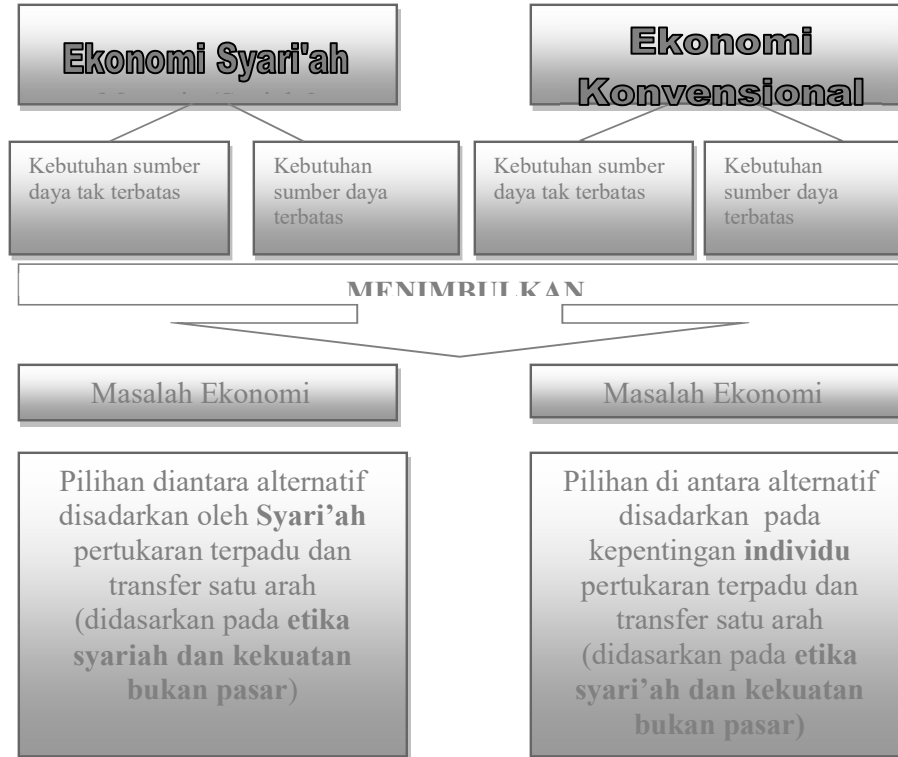 Ekonomi Syari'ah
Ekonomi
Konvensional
Kebutuhan sumber
daya tak terbatas
Kebutuhan
sumber daya
terbatas
Kebutuhan sumber
daya tak terbatas
Kebutuhan
sumber daya
terbatas
MENIMBULKAN
Masalah Ekonomi
Masalah Ekonomi
Pilihan diantara alternatif
disadarkan oleh Syari’ah
pertukaran terpadu dan
transfer satu arah
(didasarkan pada etika
syariah dan kekuatan
bukan pasar)
Pilihan di antara alternatif
disadarkan pada
kepentingan individu
pertukaran terpadu dan
transfer satu arah
(didasarkan pada etika
syari’ah dan kekuatan
bukan pasar)